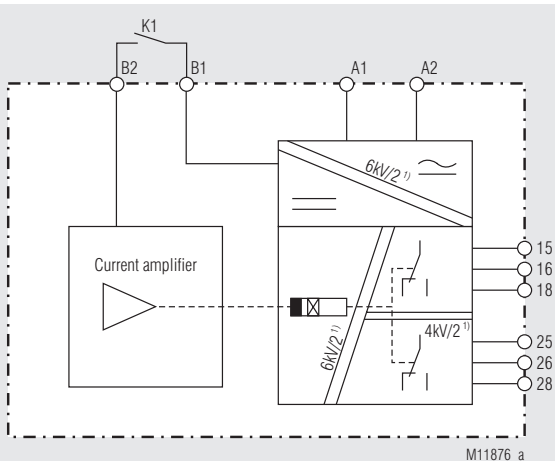 K1
B2 B1 A1 A2
6kV/2 1)
Current amplifier
6kV/2 1)
4kV/2 1)
15
16
18
25
26
28
M11876_a